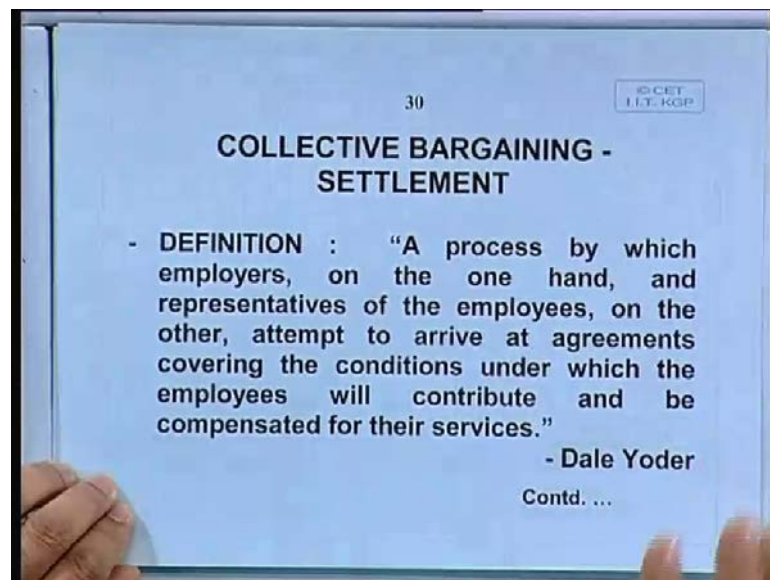 30
© CET
I.I.T. KGP
COLLECTIVE BARGAINING -
SETTLEMENT
- DEFINITION : “A process by which
employers, on the one hand, and
representatives of the employees, on the
other, attempt to arrive at agreements
covering the conditions under which the
employees will contribute and be
compensated for their services.”
- Dale Yoder
Contd. ...